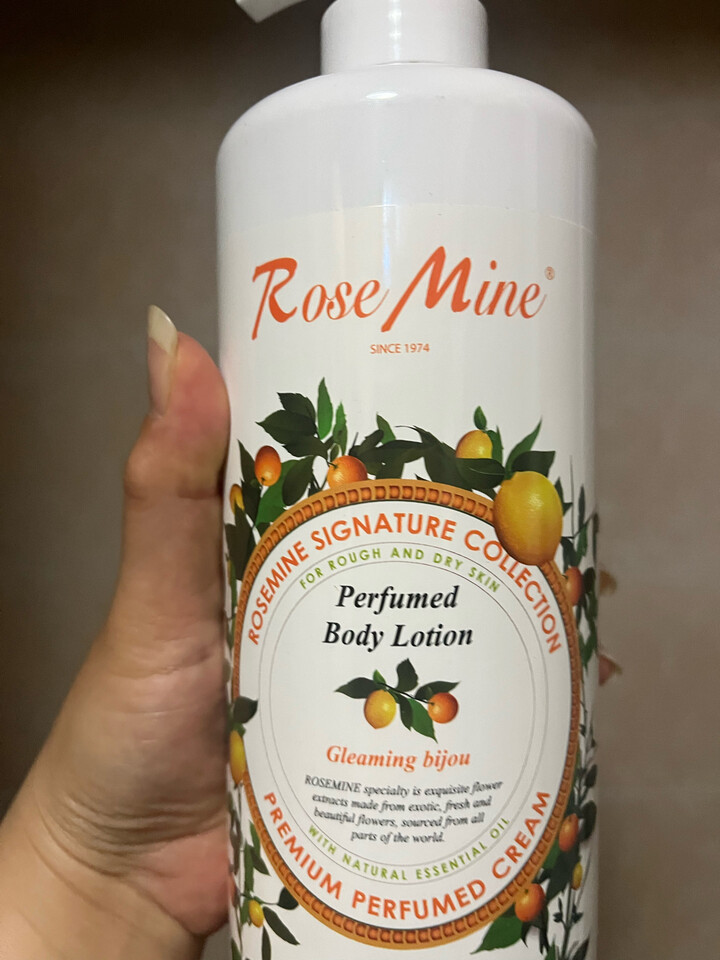 Rose Mine®
SINCE 1974
ROSEMINE SIGNATURE COLLECTION
FOR ROUGH AND DRY SKIN
Perfumed
Body Lotion
Gleaming bijou
ROSEMINE specialty is exquisite flower
extracts made from exotic, fresh and
beautiful flowers, sourced from all
parts of the world.
WITH NATURAL ESSENTIAL OIL
PREMIUM PERFUMED CREAM